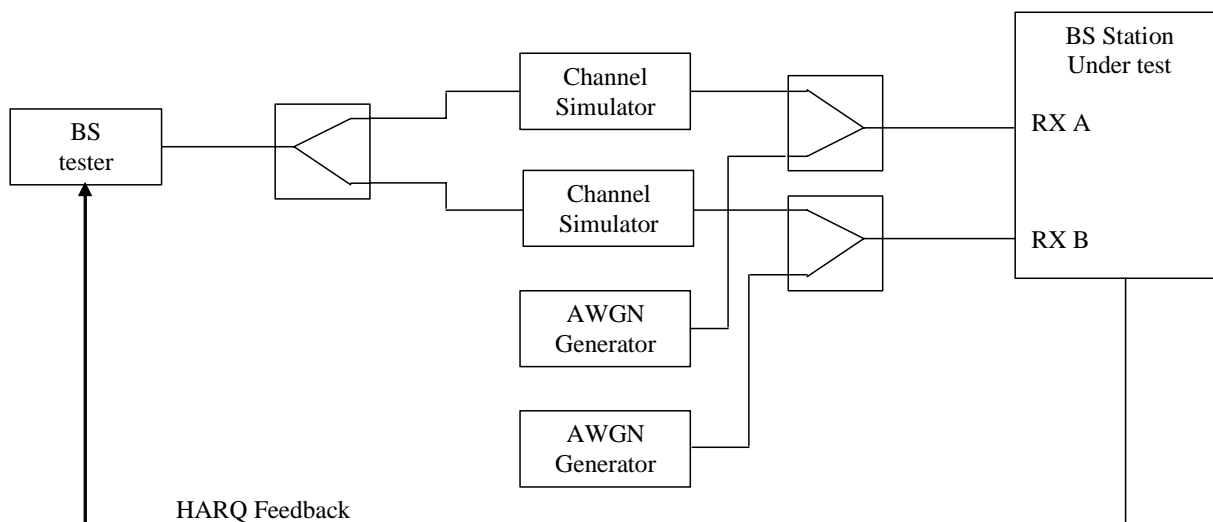 BS Station
Under test
Channel
Simulator
BS
tester
RX A
Channel
Simulator
RX B
AWGN
Generator
AWGN
Generator
HARQ Feedback